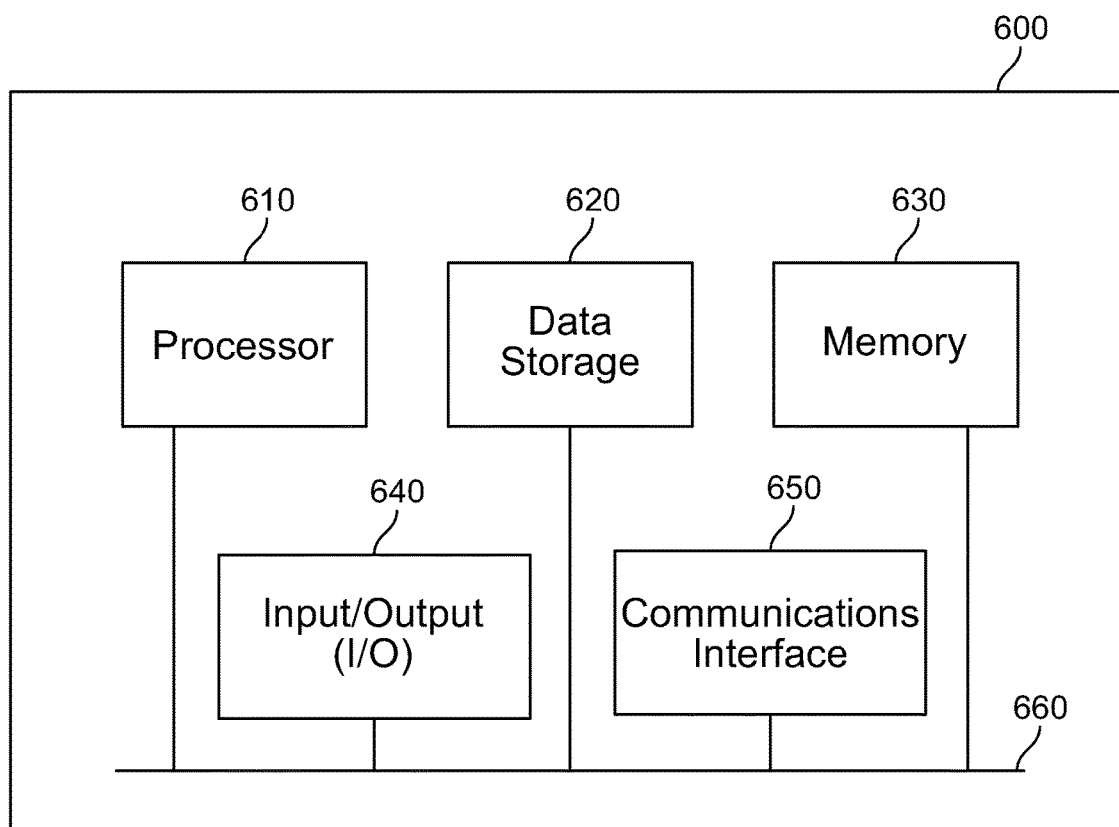 600
610
620
630
Processor
Data
Storage
Memory
640
650
Input/Output
(I/O)
Communications
Interface
660